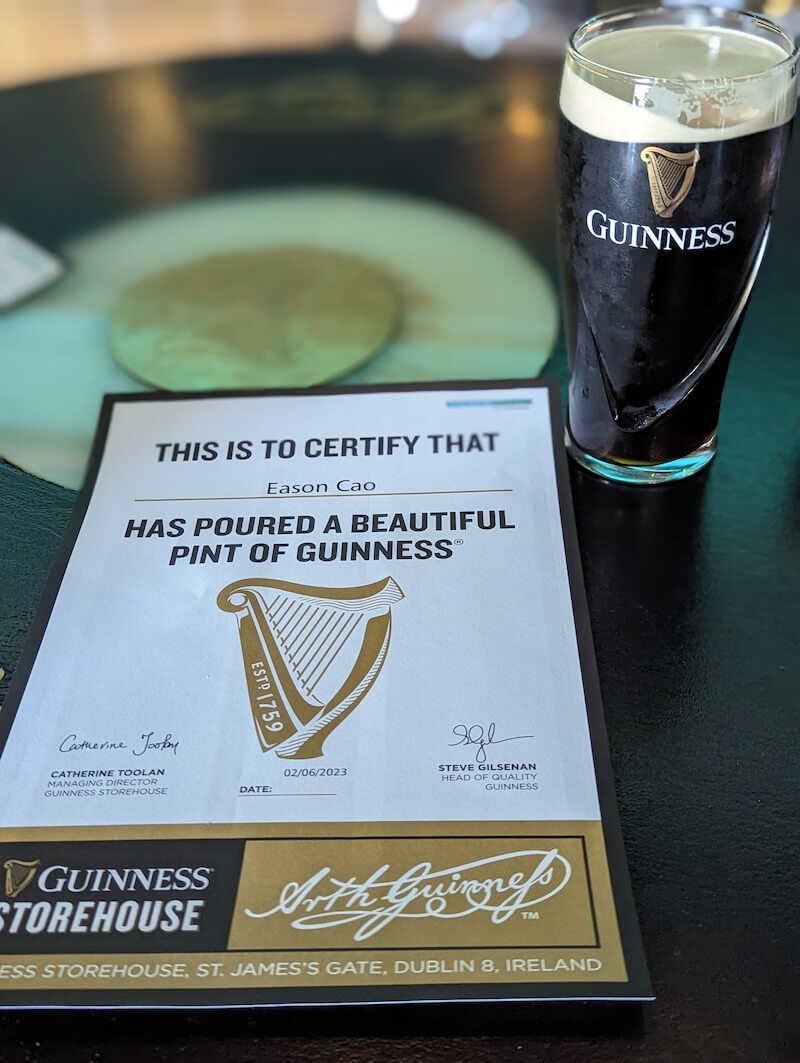 GUINNESS
THIS IS TO CERTIFY THAT
Eason Cao
HAS POURED A BEAUTIFUL
PINT OF GUINNESS®
ESTD 1759
Catherine Toolan
CATHERINE TOOLAN
MANAGING DIRECTOR
GUINNESS STOREHOUSE
02/06/2023
DATE:
STEVE GILSENAN
HEAD OF QUALITY
GUINNESS
GUINNESS®
STOREHOUSE
Arth Guinness TM
ESS STOREHOUSE, ST. JAMES'S GATE, DUBLIN 8, IRELAND